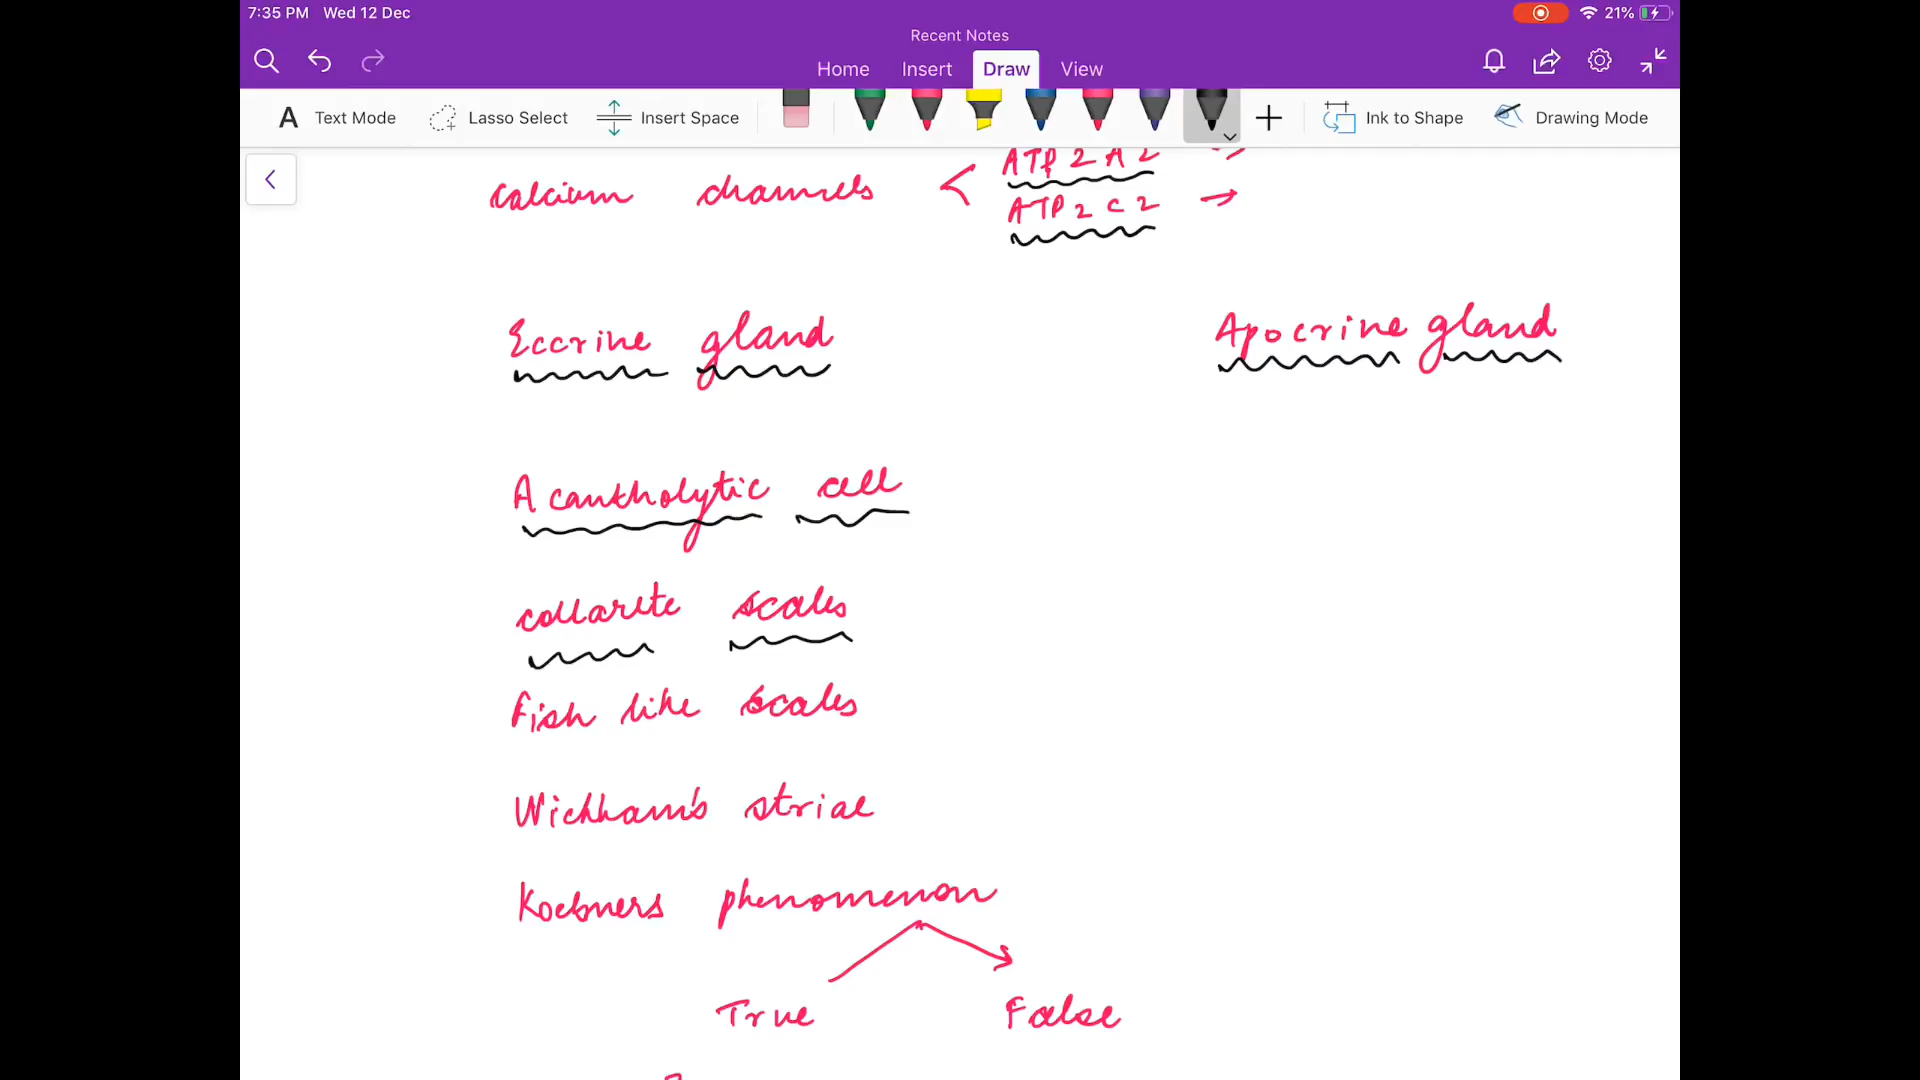 7:35 PM Wed 12 Dec
21%
Recent Notes
Home Insert Draw View
A Text Mode Lasso Select Insert Space Ink to Shape Drawing Mode
ATP 2 A 2 →
calcium channels <
ATP 2 C 2 →
Eccrine gland Apocrine gland
Acantholytic cell
collarete scales
Fish like scales
Wickham's striae
Koebners phenomenon
True False